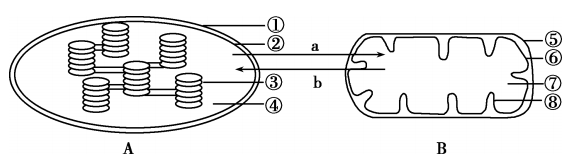 ①
②
③
④
a
b
⑤
⑥
⑦
⑧
A
B